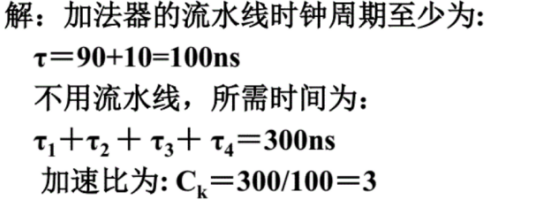 解：加法器的流水线时钟周期至少为:
τ＝90+10=100ns
不用流水线，所需时间为：
τ₁＋τ₂ ＋ τ₃＋ τ₄＝300ns
加速比为: Cₖ＝300/100＝3